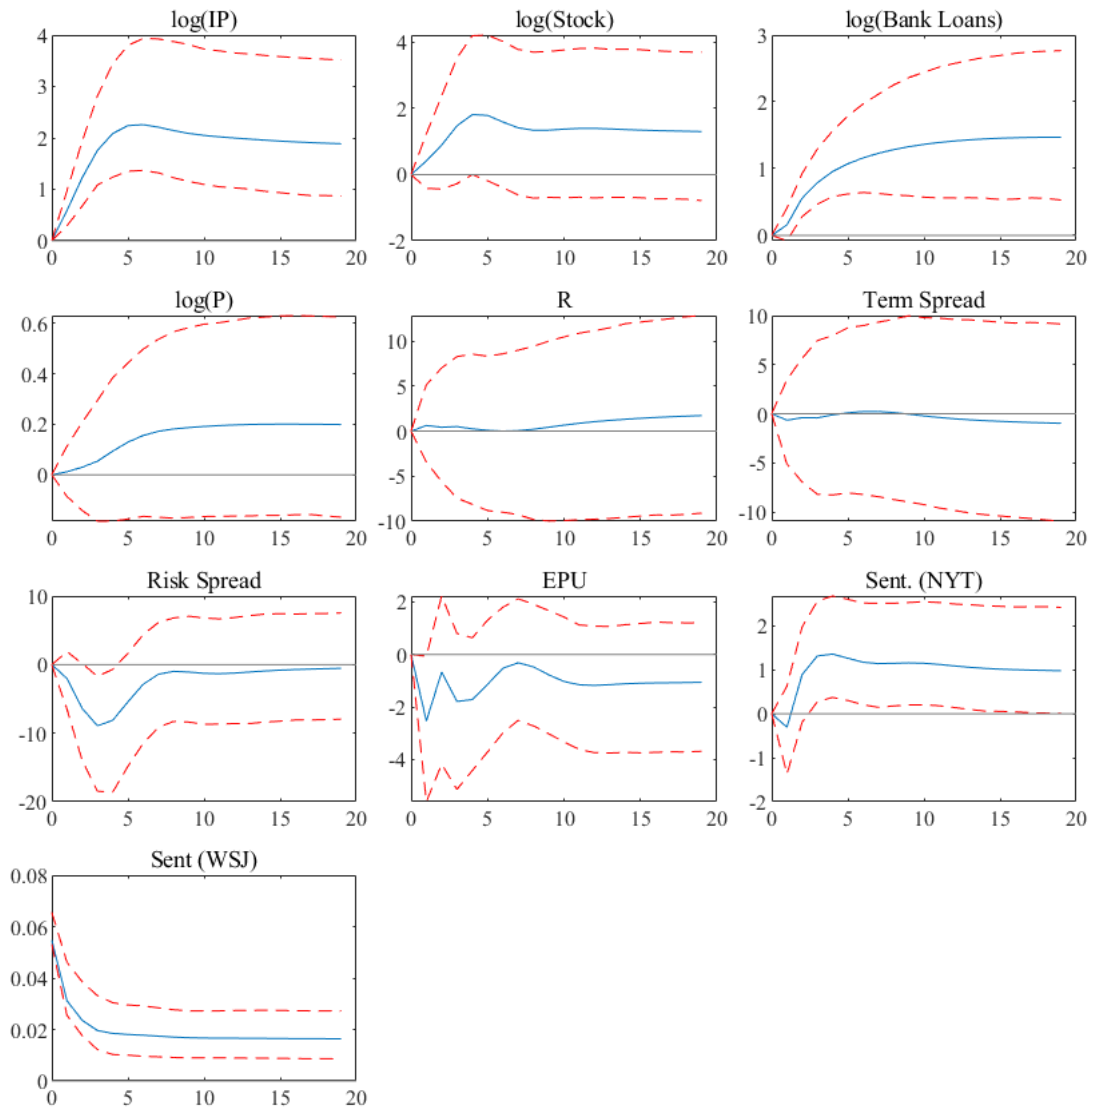 log(IP)
4
3
2
1
0
0 5 10 15 20
log(Stock)
4
2
0
-2
0 5 10 15 20
log(Bank Loans)
3
2
1
0
0 5 10 15 20
log(P)
0.6
0.4
0.2
0
0 5 10 15 20
R
10
5
0
-5
-10
0 5 10 15 20
Term Spread
10
5
0
-5
-10
0 5 10 15 20
Risk Spread
10
0
-10
-20
0 5 10 15 20
EPU
2
0
-2
-4
0 5 10 15 20
Sent. (NYT)
2
1
0
-1
-2
0 5 10 15 20
Sent (WSJ)
0.08
0.06
0.04
0.02
0
0 5 10 15 20